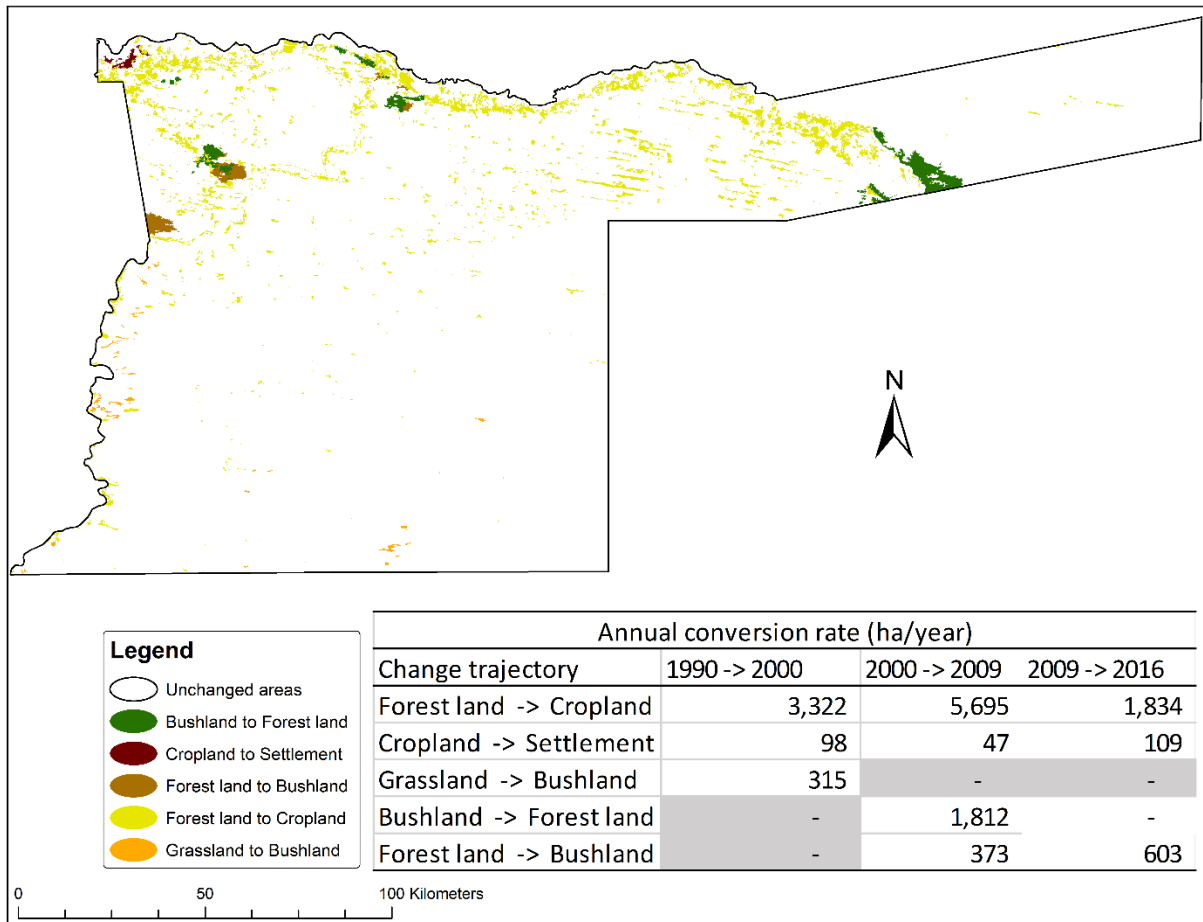 N
Legend
Unchanged areas
Bushland to Forest land
Cropland to Settlement
Forest land to Bushland
Forest land to Cropland
Grassland to Bushland
0 50 100 Kilometers
Annual conversion rate (ha/year)
Change trajectory 1990 -> 2000 2000 -> 2009 2009 -> 2016
Forest land -> Cropland 3,322 5,695 1,834
Cropland -> Settlement 98 47 109
Grassland -> Bushland 315 - -
Bushland -> Forest land - 1,812 -
Forest land -> Bushland - 373 603